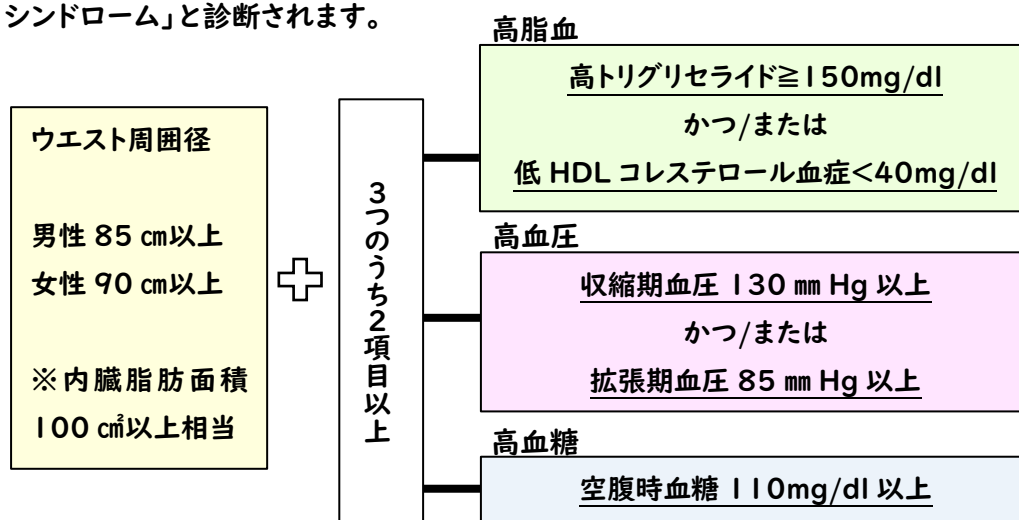 シンドローム」と診断されます。
ウエスト周囲径
男性 85 ㎝以上
女性 90 ㎝以上
※内臓脂肪面積
100 ㎠以上相当
3つのうち2項目以上
高脂血
高トリグリセライド≧150mg/dl
かつ/または
低 HDL コレステロール血症<40mg/dl
高血圧
収縮期血圧 130 ㎜ Hg 以上
かつ/または
拡張期血圧 85 ㎜ Hg 以上
高血糖
空腹時血糖 110mg/dl 以上